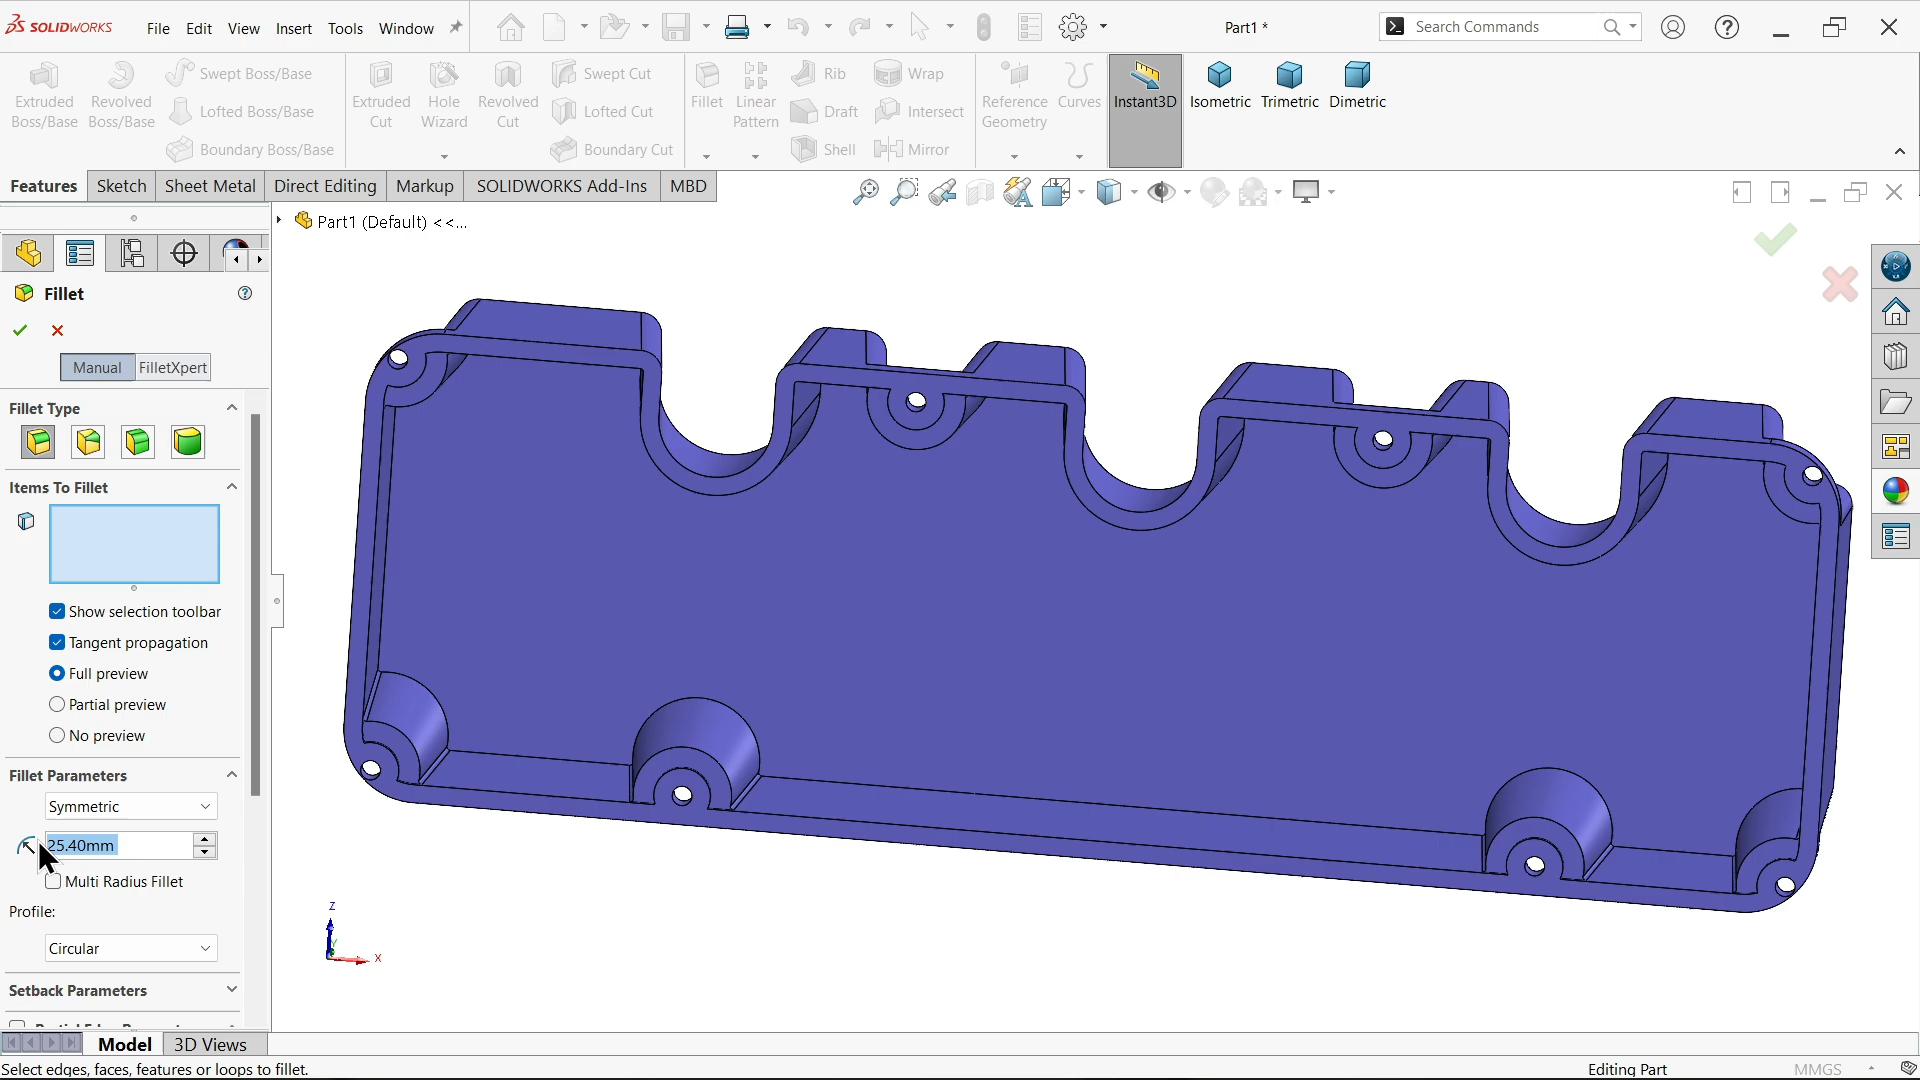 SOLIDWORKS File Edit View Insert Tools Window
Part1 *
Search Commands
Extruded Boss/Base
Revolved Boss/Base
Swept Boss/Base
Lofted Boss/Base
Boundary Boss/Base
Extruded Cut
Hole Wizard
Revolved Cut
Swept Cut
Lofted Cut
Boundary Cut
Fillet
Linear Pattern
Rib
Draft
Shell
Wrap
Intersect
Mirror
Reference Geometry
Curves
Instant3D
Isometric
Trimetric
Dimetric
Features Sketch Sheet Metal Direct Editing Markup SOLIDWORKS Add-Ins MBD
Part1 (Default) <<...
Fillet
Manual FilletXpert
Fillet Type
Items To Fillet
Show selection toolbar
Tangent propagation
Full preview
Partial preview
No preview
Fillet Parameters
Symmetric
25.40mm
Multi Radius Fillet
Profile:
Circular
Setback Parameters
Z
Y
X
Model 3D Views
Select edges, faces, features or loops to fillet.
Editing Part
MMGS